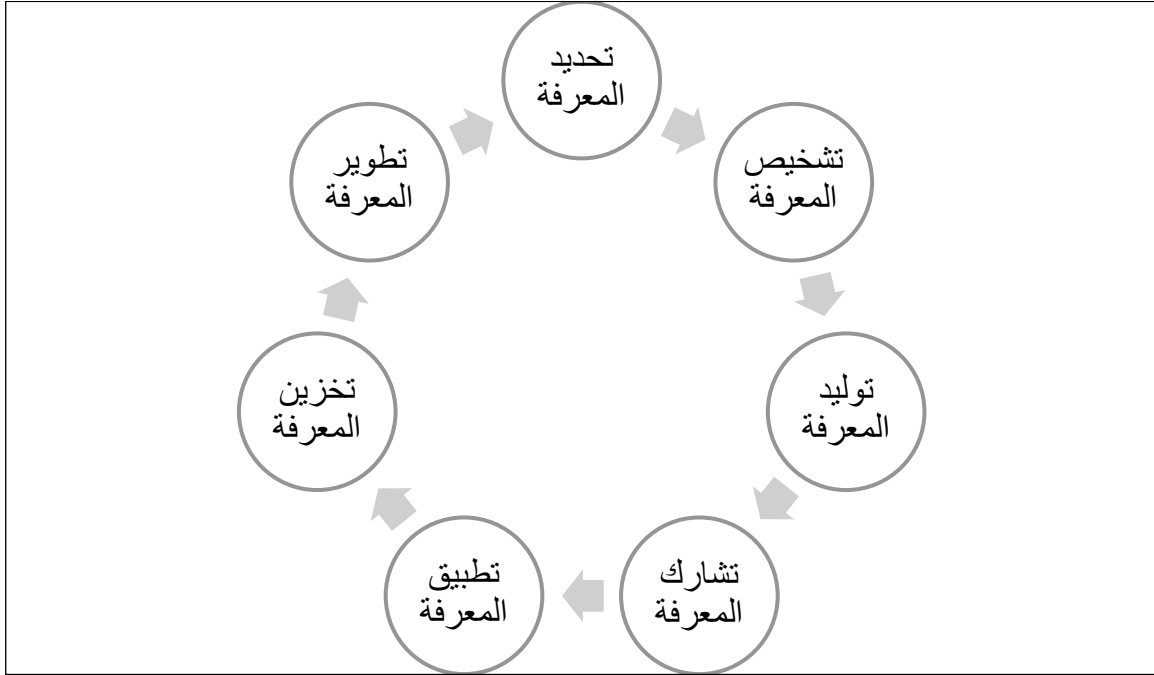 تحديد
المعرفة
تشخيص
المعرفة
توليد
المعرفة
تشارك
المعرفة
تطبيق
المعرفة
تخزين
المعرفة
تطوير
المعرفة